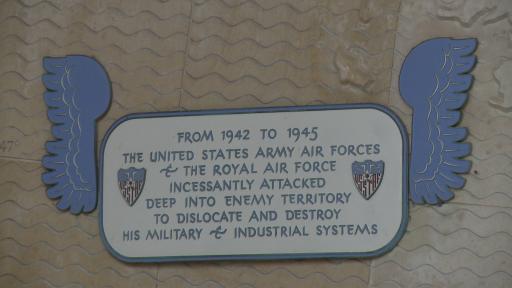 FROM 1942 TO 1945
THE UNITED STATES ARMY AIR FORCES
& THE ROYAL AIR FORCE
INCESSANTLY ATTACKED
DEEP INTO ENEMY TERRITORY
TO DISLOCATE AND DESTROY
HIS MILITARY & INDUSTRIAL SYSTEMS
47°